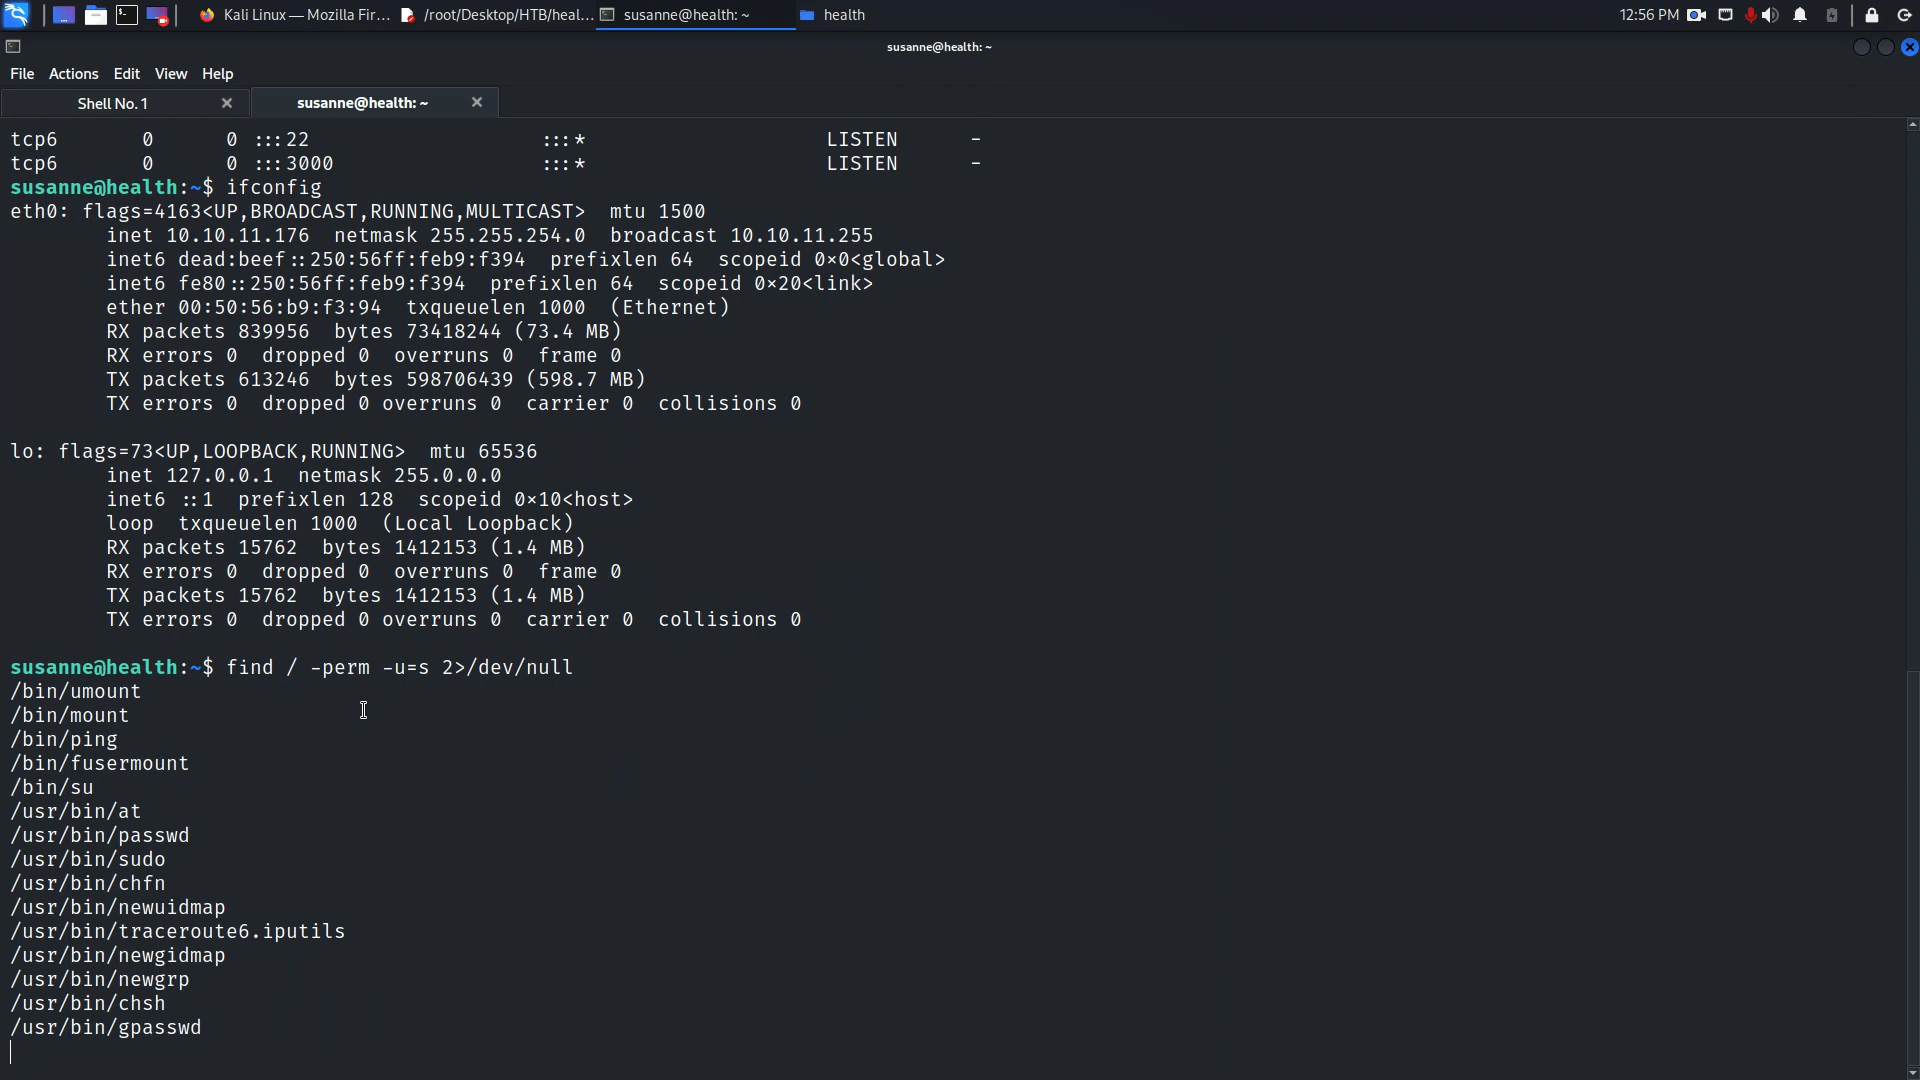 Kali Linux — Mozilla Fir... /root/Desktop/HTB/heal... susanne@health: ~ health 12:56 PM
susanne@health: ~
File Actions Edit View Help
Shell No. 1 susanne@health: ~
tcp6 0 0 :::22 :::* LISTEN -
tcp6 0 0 :::3000 :::* LISTEN -
susanne@health:~$ ifconfig
eth0: flags=4163<UP,BROADCAST,RUNNING,MULTICAST> mtu 1500
inet 10.10.11.176 netmask 255.255.254.0 broadcast 10.10.11.255
inet6 dead:beef::250:56ff:feb9:f394 prefixlen 64 scopeid 0x0<global>
inet6 fe80::250:56ff:feb9:f394 prefixlen 64 scopeid 0x20<link>
ether 00:50:56:b9:f3:94 txqueuelen 1000 (Ethernet)
RX packets 839956 bytes 73418244 (73.4 MB)
RX errors 0 dropped 0 overruns 0 frame 0
TX packets 613246 bytes 598706439 (598.7 MB)
TX errors 0 dropped 0 overruns 0 carrier 0 collisions 0
lo: flags=73<UP,LOOPBACK,RUNNING> mtu 65536
inet 127.0.0.1 netmask 255.0.0.0
inet6 ::1 prefixlen 128 scopeid 0x10<host>
loop txqueuelen 1000 (Local Loopback)
RX packets 15762 bytes 1412153 (1.4 MB)
RX errors 0 dropped 0 overruns 0 frame 0
TX packets 15762 bytes 1412153 (1.4 MB)
TX errors 0 dropped 0 overruns 0 carrier 0 collisions 0
susanne@health:~$ find / -perm -u=s 2>/dev/null
/bin/umount
/bin/mount
/bin/ping
/bin/fusermount
/bin/su
/usr/bin/at
/usr/bin/passwd
/usr/bin/sudo
/usr/bin/chfn
/usr/bin/newuidmap
/usr/bin/traceroute6.iputils
/usr/bin/newgidmap
/usr/bin/newgrp
/usr/bin/chsh
/usr/bin/gpasswd